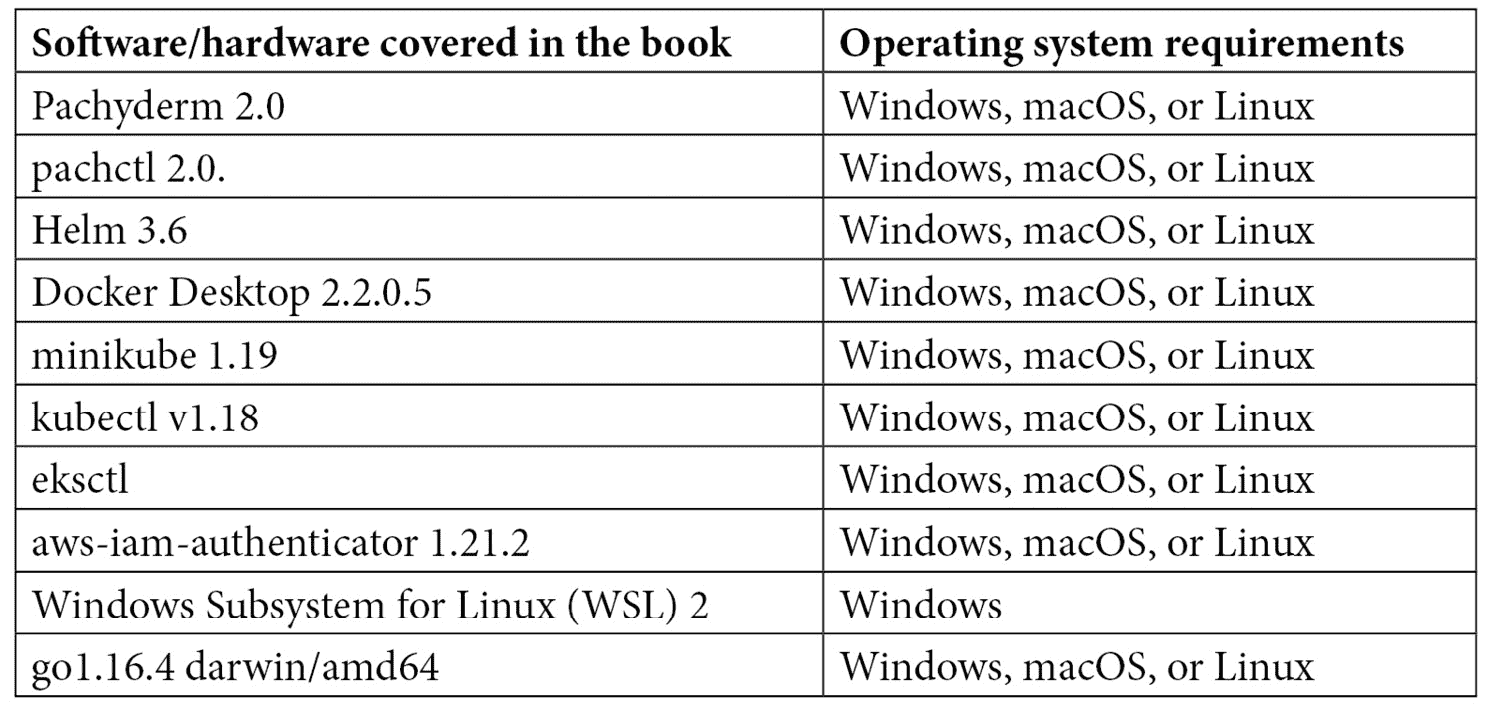 Software/hardware covered in the book Operating system requirements
Pachyderm 2.0 Windows, macOS, or Linux
pachctl 2.0. Windows, macOS, or Linux
Helm 3.6 Windows, macOS, or Linux
Docker Desktop 2.2.0.5 Windows, macOS, or Linux
minikube 1.19 Windows, macOS, or Linux
kubectl v1.18 Windows, macOS, or Linux
eksctl Windows, macOS, or Linux
aws-iam-authenticator 1.21.2 Windows, macOS, or Linux
Windows Subsystem for Linux (WSL) 2 Windows
go1.16.4 darwin/amd64 Windows, macOS, or Linux